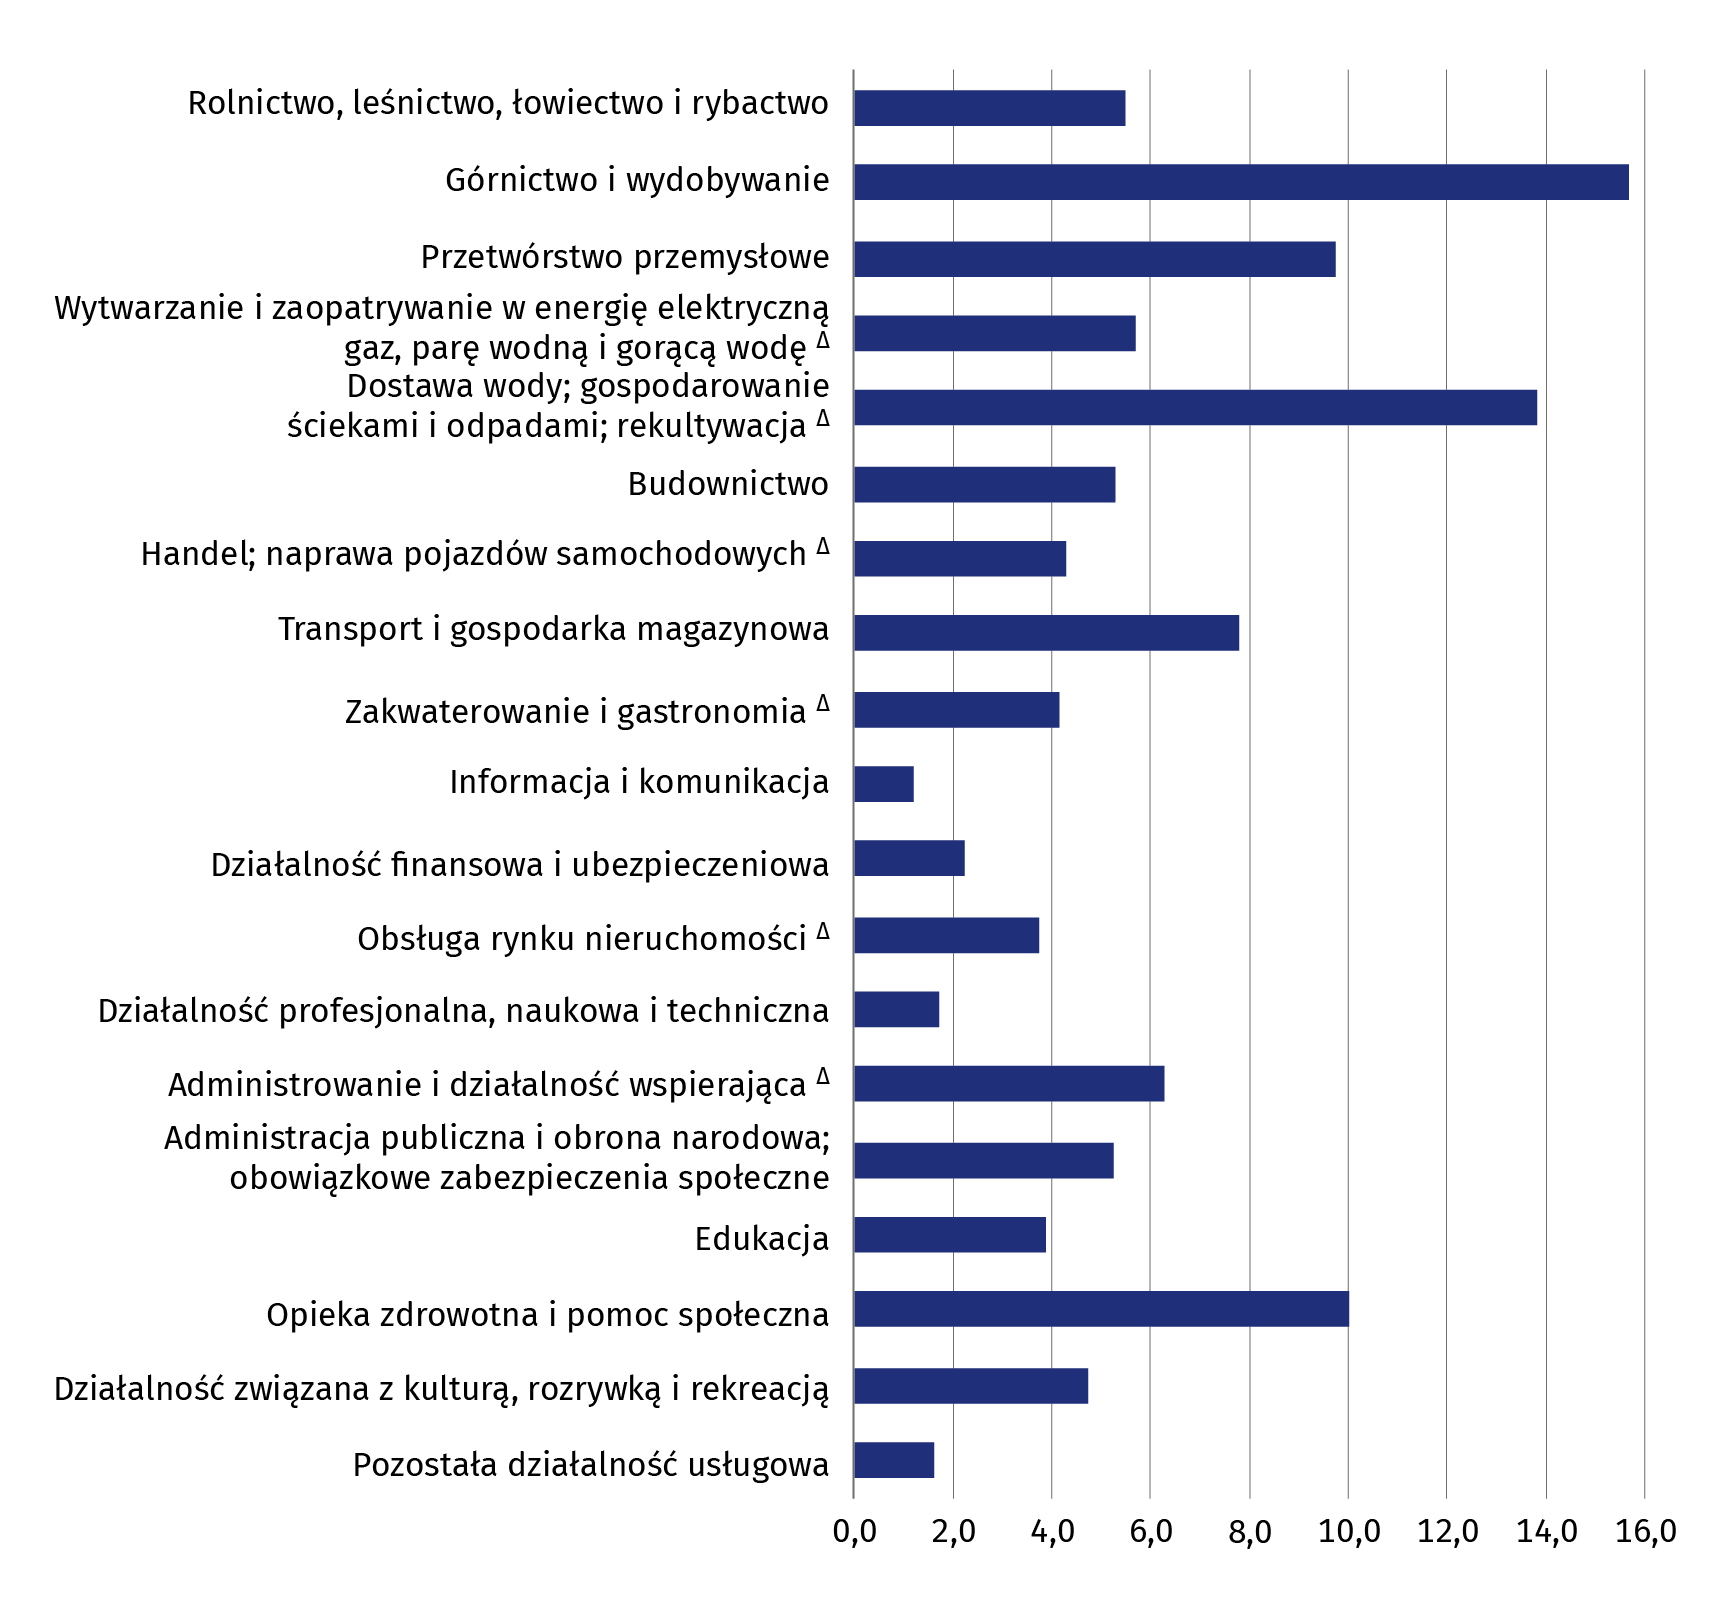 Rolnictwo, leśnictwo, łowiectwo i rybactwo
Górnictwo i wydobywanie
Przetwórstwo przemysłowe
Wytwarzanie i zaopatrywanie w energię elektryczną
gaz, parę wodną i gorącą wodę Δ
Dostawa wody; gospodarowanie
ściekami i odpadami; rekultywacja Δ
Budownictwo
Handel; naprawa pojazdów samochodowych Δ
Transport i gospodarka magazynowa
Zakwaterowanie i gastronomia Δ
Informacja i komunikacja
Działalność finansowa i ubezpieczeniowa
Obsługa rynku nieruchomości Δ
Działalność profesjonalna, naukowa i techniczna
Administrowanie i działalność wspierająca Δ
Administracja publiczna i obrona narodowa;
obowiązkowe zabezpieczenia społeczne
Edukacja
Opieka zdrowotna i pomoc społeczna
Działalność związana z kulturą, rozrywką i rekreacją
Pozostała działalność usługowa
0,0 2,0 4,0 6,0 8,0 10,0 12,0 14,0 16,0